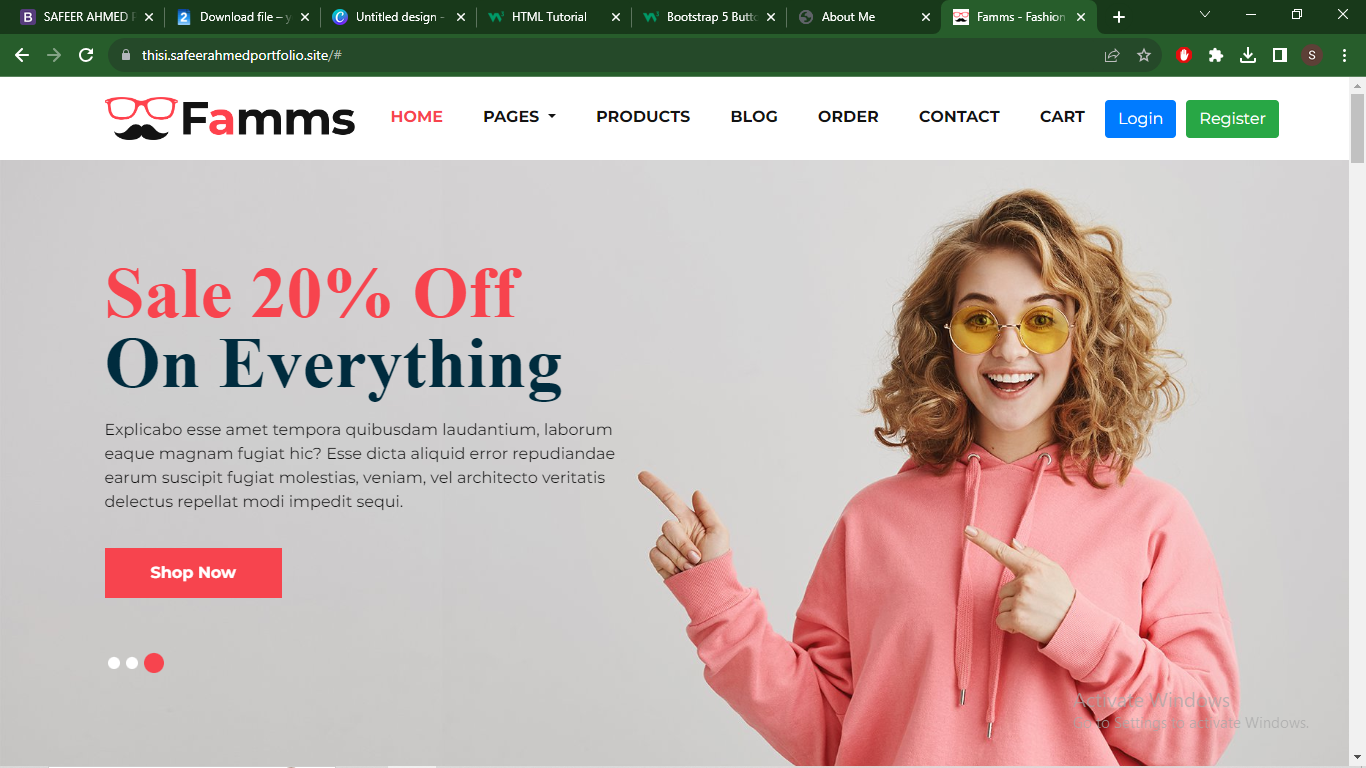 SAFEER AHMED P
Download file – y
Untitled design -
HTML Tutorial
Bootstrap 5 Butto
About Me
Famms - Fashion
thisi.safeerahmedportfolio.site/#
S
Famms
HOME
PAGES
PRODUCTS
BLOG
ORDER
CONTACT
CART
Login
Register
Sale 20% Off
On Everything
Explicabo esse amet tempora quibusdam laudantium, laborum
eaque magnam fugiat hic? Esse dicta aliquid error repudiandae
earum suscipit fugiat molestias, veniam, vel architecto veritatis
delectus repellat modi impedit sequi.
Shop Now
Activate Windows
Go to Settings to activate Windows.